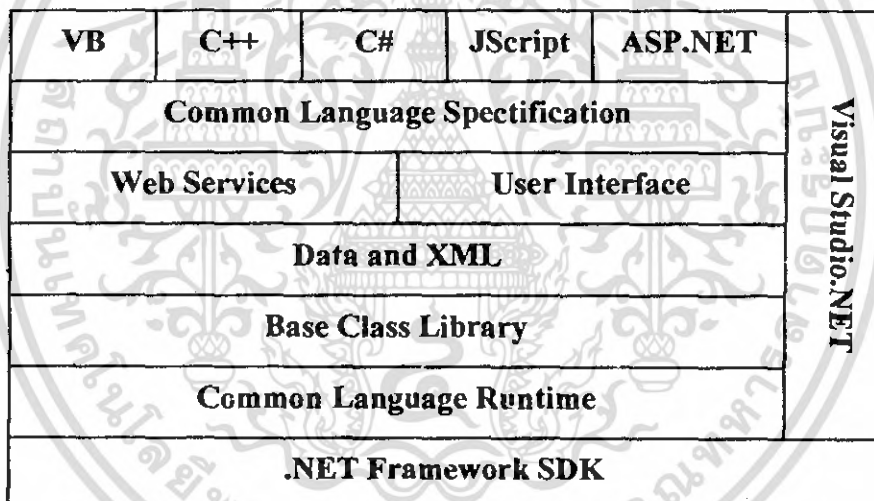 VB C++ C# JScript ASP.NET
Common Language Spectification
Web Services User Interface
Data and XML
Base Class Library
Common Language Runtime
.NET Framework SDK
Visual Studio.NET